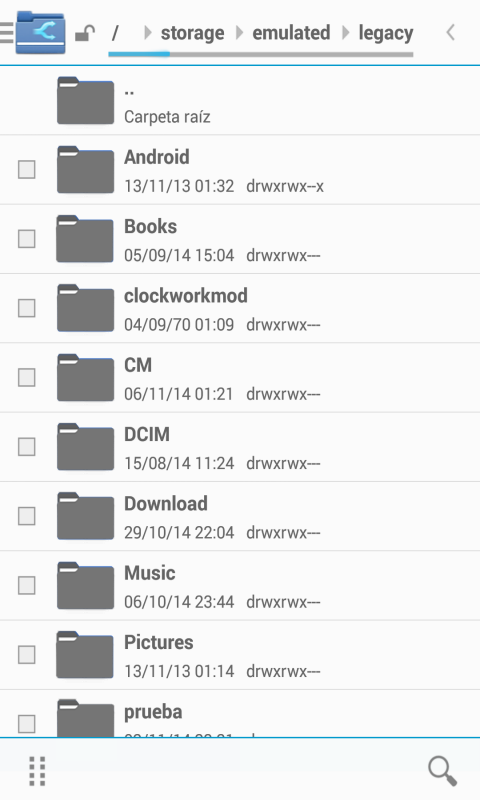 / storage emulated legacy
..
Carpeta raíz
Android
13/11/13 01:32 drwxrwx--x
Books
05/09/14 15:04 drwxrwx---
clockworkmod
04/09/70 01:09 drwxrwx---
CM
06/11/14 01:21 drwxrwx---
DCIM
15/08/14 11:24 drwxrwx---
Download
29/10/14 22:04 drwxrwx---
Music
06/10/14 23:44 drwxrwx---
Pictures
13/11/13 01:14 drwxrwx---
prueba